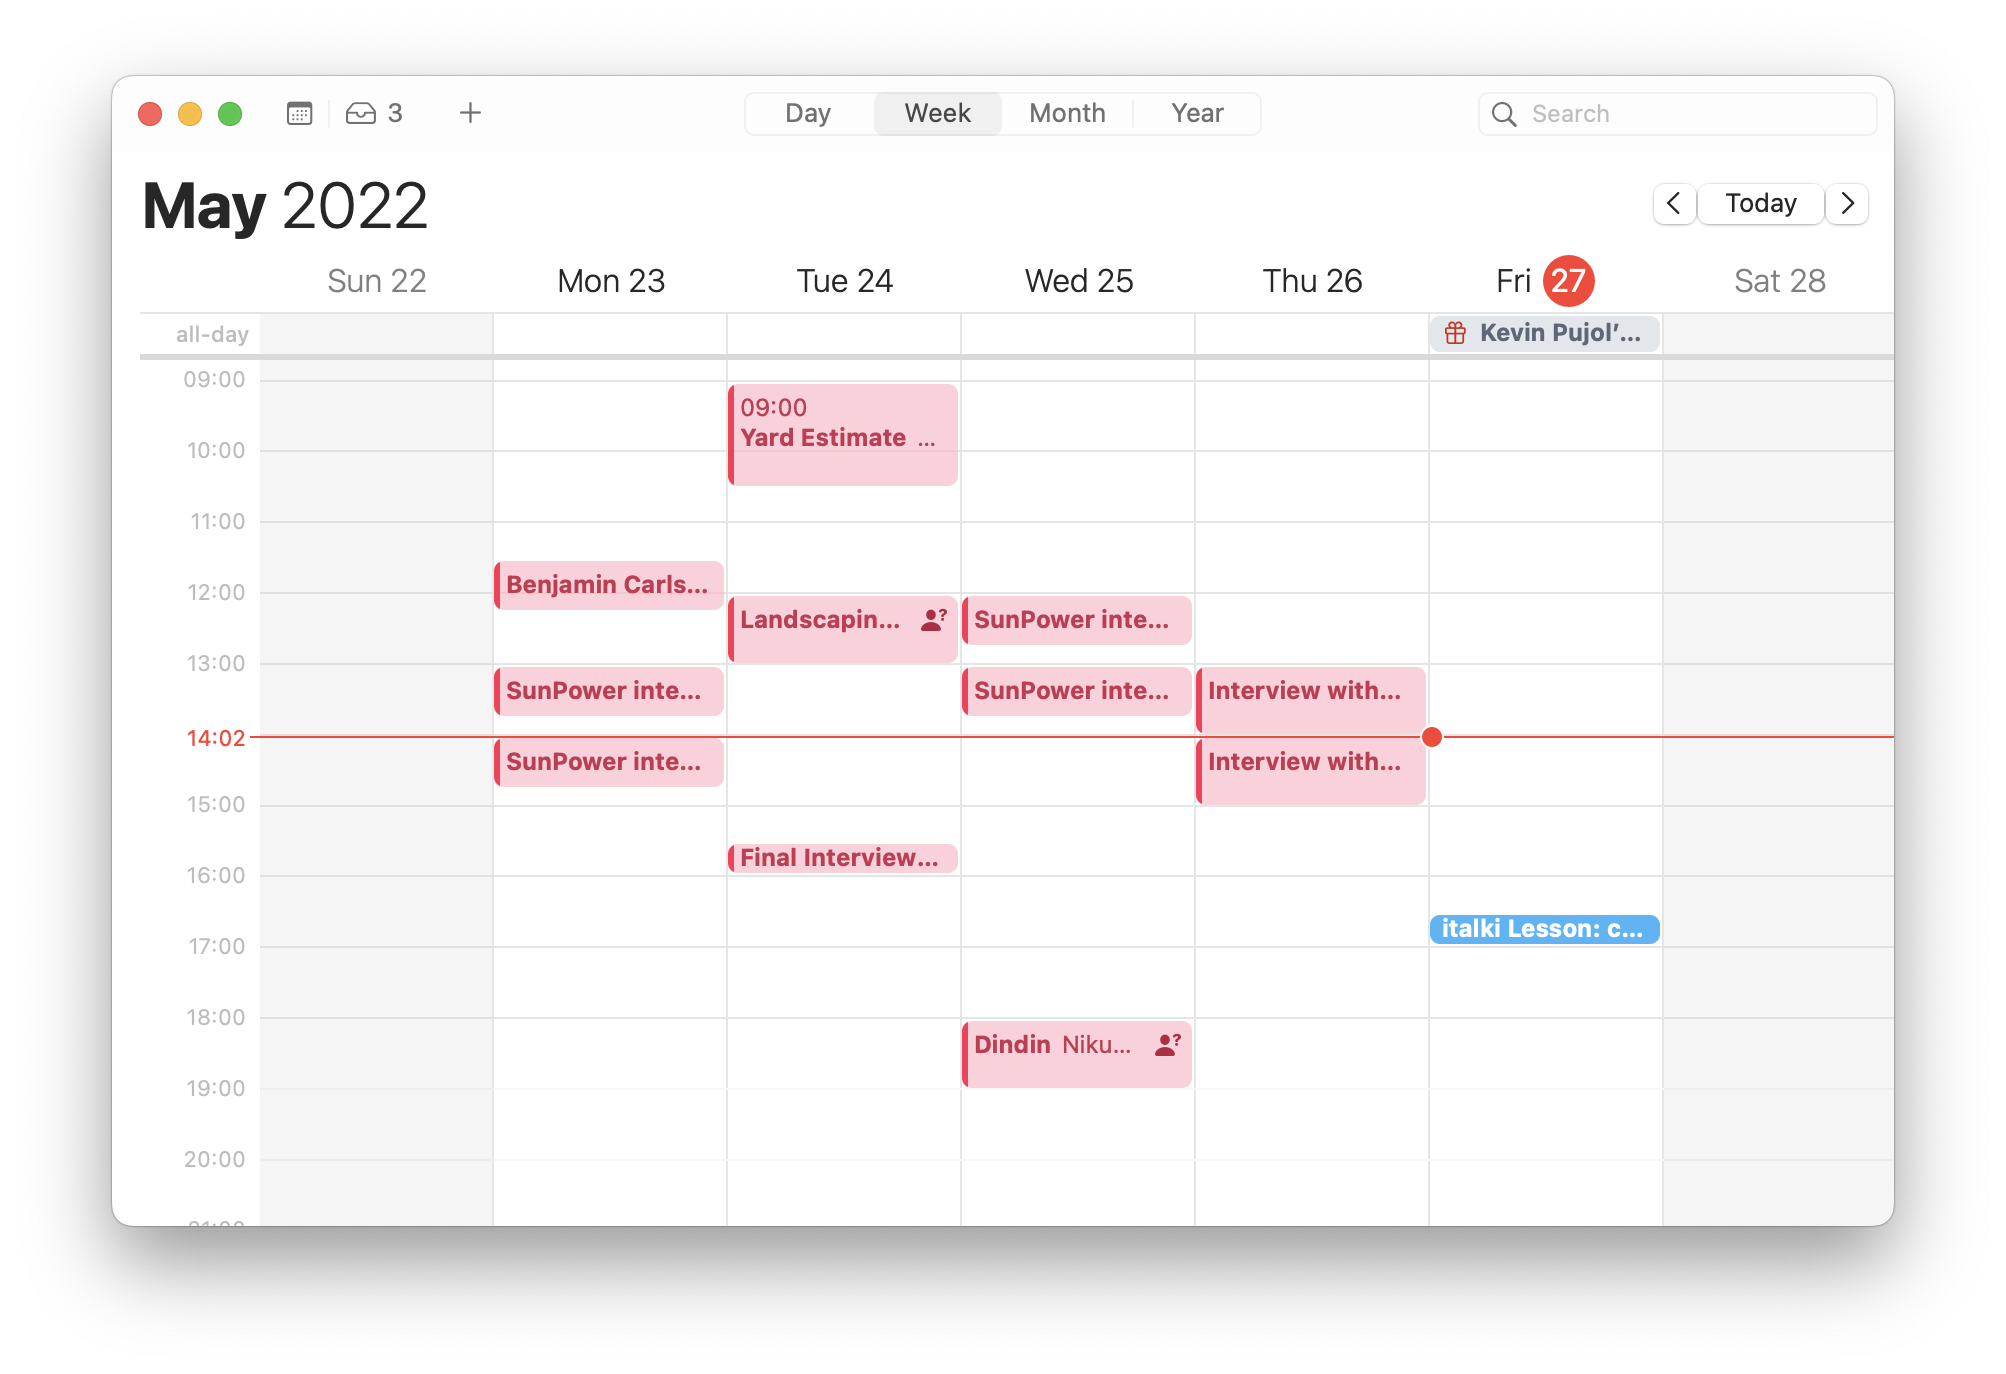 3
Day Week Month Year
Search
May 2022
Today
Sun 22 Mon 23 Tue 24 Wed 25 Thu 26 Fri 27 Sat 28
all-day
Kevin Pujol’...
09:00
09:00
Yard Estimate ...
10:00
11:00
Benjamin Carls...
12:00
Landscapin...
?
SunPower inte...
13:00
SunPower inte...
SunPower inte...
Interview with...
14:02
SunPower inte...
Interview with...
15:00
Final Interview...
16:00
italki Lesson: c...
17:00
18:00
Dindin Niku...
?
19:00
20:00